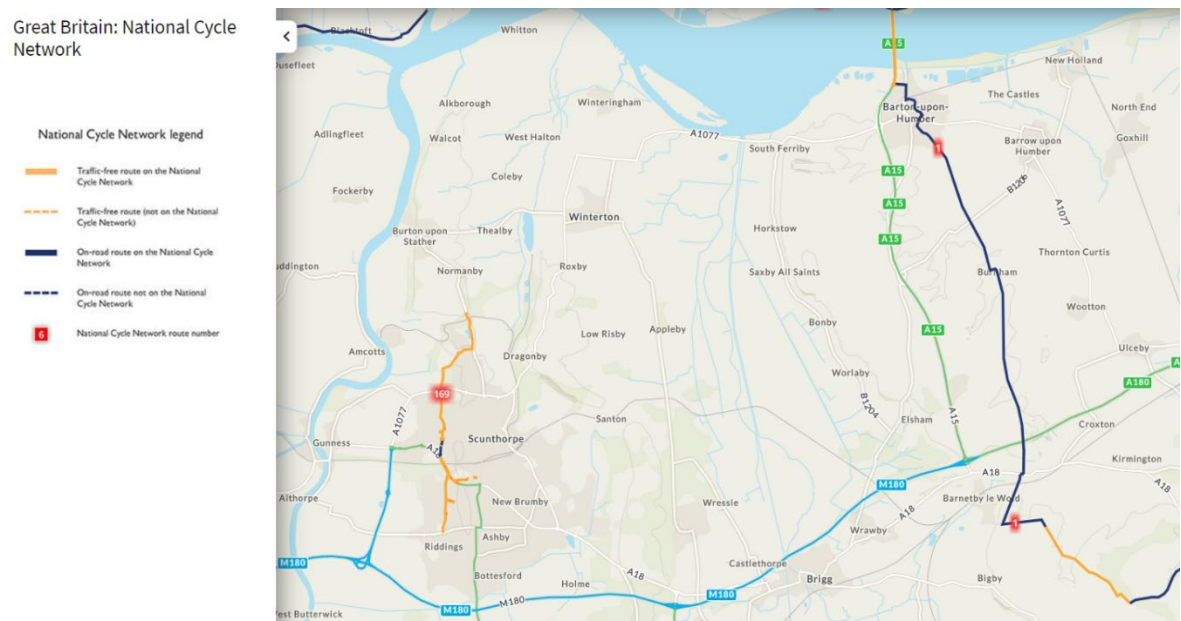 Great Britain: National Cycle
Network
National Cycle Network legend
Traffic-free route on the National
Cycle Network
Traffic-free route (not on the National
Cycle Network)
On-road route on the National Cycle
Network
On-road route not on the National
Cycle Network
6
National Cycle Network route number
Whitton
A15
New Holland
Alkborough
Winteringham
The Castles
Barton-upon-
Humber
North End
Adlingfleet
Walcot
West Halton
A1077
South Ferriby
1
Barrow upon
Humber
Goxhill
Coleby
A15
B1206
Fockerby
A15
A1077
Burton upon
Stather
Thealby
Winterton
Horkstow
A15
Thornton Curtis
Normanby
Roxby
Saxby All Saints
Burnham
Wootton
Low Risby
Appleby
Bonby
A15
Amcotts
Dragonby
Ulceby
Worlaby
A180
169
B1204
A1077
Santon
Elsham
A15
Croxton
Gunness
Scunthorpe
Kirmington
A18
A18
M180
Althorpe
New Brumby
Wressle
Barnetby le Wold
A18
1
Wrawby
Riddings
Ashby
M180
Castlethorpe
Bottesford
Holme
A18
Brigg
Bigby
M180
M180
M180